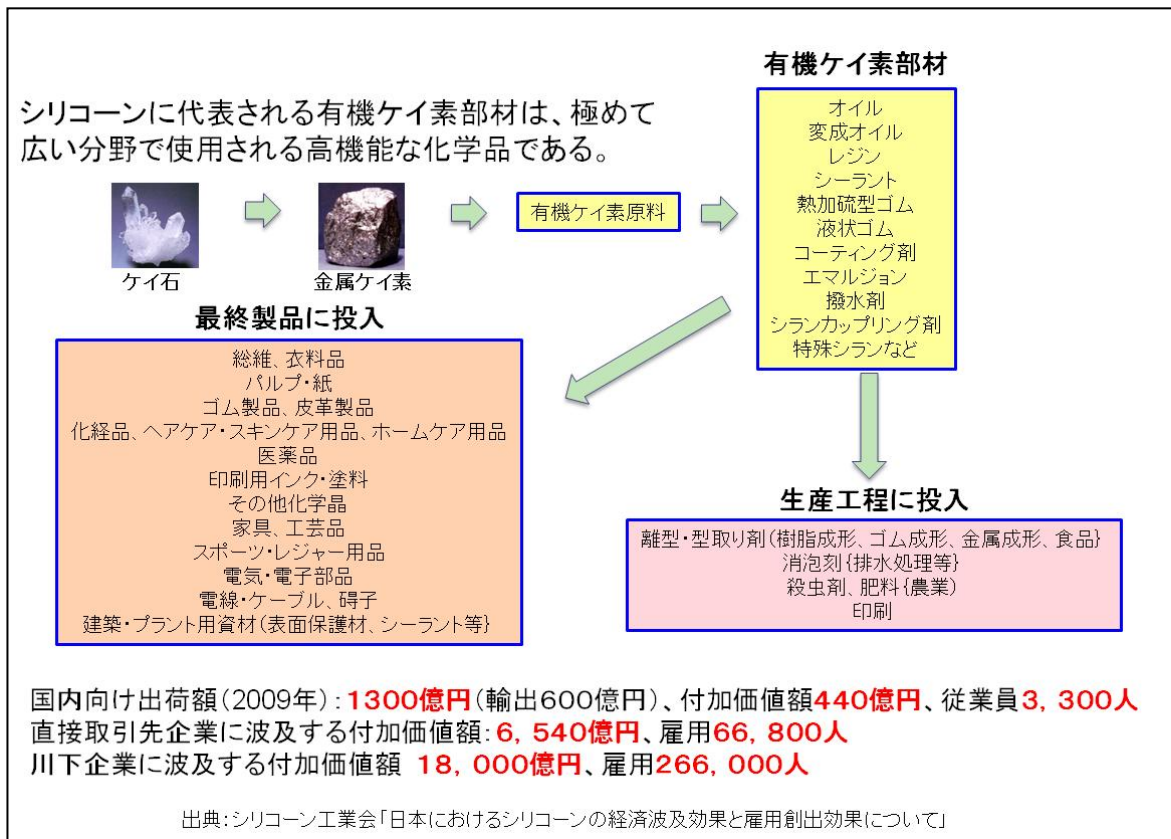 シリコーンに代表される有機ケイ素部材は、極めて
広い分野で使用される高機能な化学品である。
ケイ石
金属ケイ素
有機ケイ素原料
有機ケイ素部材
オイル
変成オイル
レジン
シーラント
熱加硫型ゴム
液状ゴム
コーティング剤
エマルジョン
撥水剤
シランカップリング剤
特殊シランなど
最終製品に投入
総維、衣料品
パルプ・紙
ゴム製品、皮革製品
化経品、ヘアケア・スキンケア用品、ホームケア用品
医薬品
印刷用インク・塗料
その他化学晶
家具、工芸品
スポーツ・レジャー用品
電気・電子部品
電線・ケーブル、碍子
建築・プラント用資材(表面保護材、シーラント等}
生産工程に投入
離型・型取り剤(樹脂成形、ゴム成形、金属成形、食品}
消泡刻{排水処理等}
殺虫剤、肥料{農業)
印刷
国内向け出荷額(2009年):1300億円(輸出600億円)、付加価値額440億円、従業員3,300人
直接取引先企業に波及する付加価値額:6,540億円、雇用66,800人
川下企業に波及する付加価値額 18,000億円、雇用266,000人
出典:シリコーン工業会「日本におけるシリコーンの経済波及効果と雇用創出効果について」